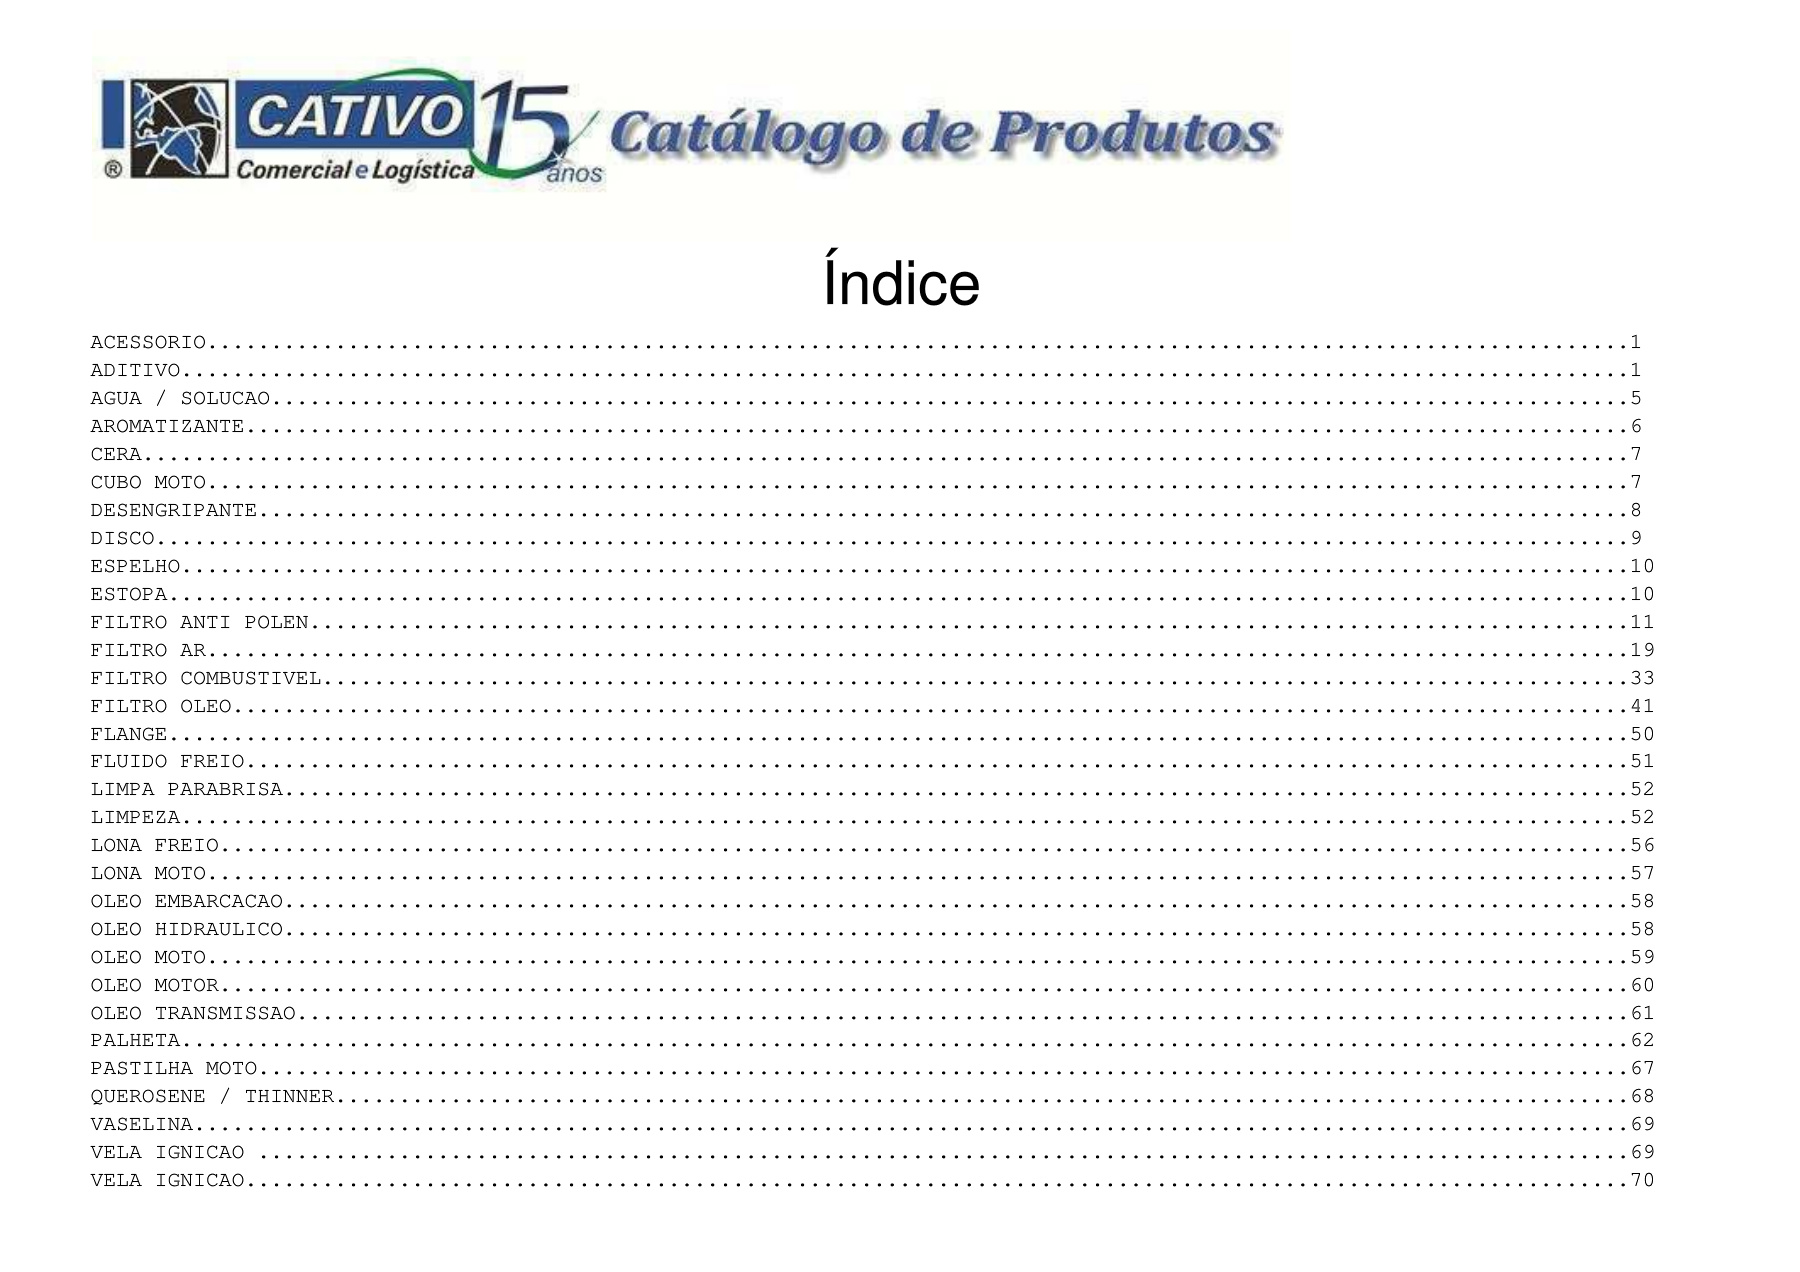 CATIVO 15 anos Catálogo de Produtos
® Comercial e Logística
Índice
ACESSORIO...............................................................................................................1
ADITIVO.................................................................................................................1
AGUA / SOLUCAO..........................................................................................................5
AROMATIZANTE............................................................................................................6
CERA....................................................................................................................7
CUBO MOTO...............................................................................................................7
DESENGRIPANTE...........................................................................................................8
DISCO...................................................................................................................9
ESPELHO.................................................................................................................10
ESTOPA..................................................................................................................10
FILTRO ANTI POLEN.......................................................................................................11
FILTRO AR...............................................................................................................19
FILTRO COMBUSTIVEL......................................................................................................33
FILTRO OLEO.............................................................................................................41
FLANGE..................................................................................................................50
FLUIDO FREIO............................................................................................................51
LIMPA PARABRISA.........................................................................................................52
LIMPEZA.................................................................................................................52
LONA FREIO..............................................................................................................56
LONA MOTO...............................................................................................................57
OLEO EMBARCACAO.........................................................................................................58
OLEO HIDRAULICO.........................................................................................................58
OLEO MOTO...............................................................................................................59
OLEO MOTOR..............................................................................................................60
OLEO TRANSMISSAO........................................................................................................61
PALHETA.................................................................................................................62
PASTILHA MOTO...........................................................................................................67
QUEROSENE / THINNER.....................................................................................................68
VASELINA................................................................................................................69
VELA IGNICAO ...........................................................................................................69
VELA IGNICAO............................................................................................................70